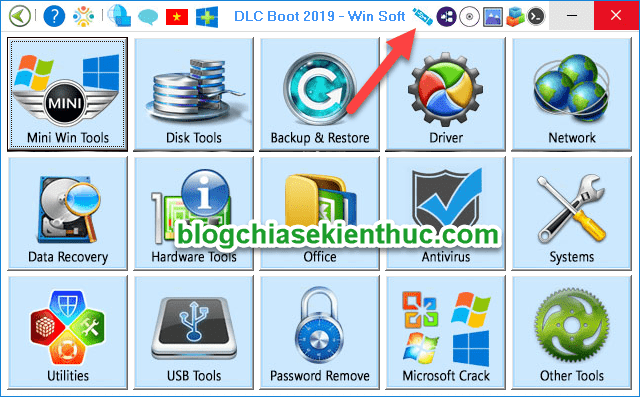 DLC Boot 2019 - Win Soft
MINI
Mini Win Tools
Disk Tools
Backup & Restore
Driver
Network
Data Recovery
Hardware Tools
Office
Antivirus
Systems
blogchiasekienthuc.com
Utilities
USB Tools
Password Remove
Microsoft Crack
Other Tools